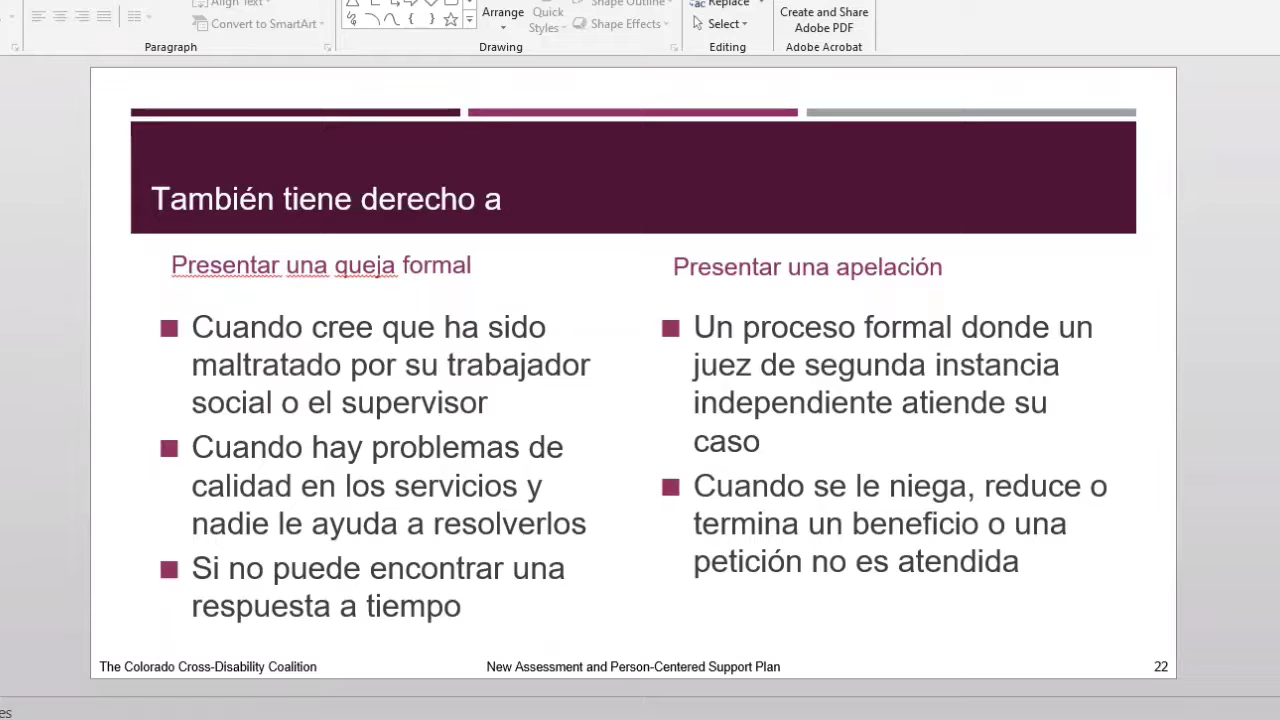 Align Text
Convert to SmartArt
Paragraph
Arrange
Quick
Styles
Shape Outline
Shape Effects
Drawing
Replace
Select
Editing
Create and Share
Adobe PDF
Adobe Acrobat
También tiene derecho a
Presentar una queja formal
Cuando cree que ha sido
maltratado por su trabajador
social o el supervisor
Cuando hay problemas de
calidad en los servicios y
nadie le ayuda a resolverlos
Si no puede encontrar una
respuesta a tiempo
Presentar una apelación
Un proceso formal donde un
juez de segunda instancia
independiente atiende su
caso
Cuando se le niega, reduce o
termina un beneficio o una
petición no es atendida
The Colorado Cross-Disability Coalition
New Assessment and Person-Centered Support Plan
22